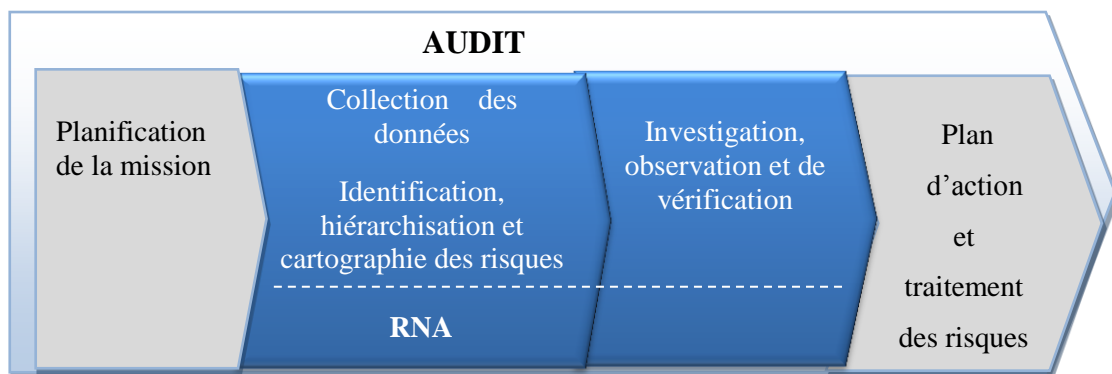 AUDIT
Planification
de la mission
Collection des
données
Identification,
hiérarchisation et
cartographie des risques
RNA
Investigation,
observation et de
vérification
Plan
d’action
et
traitement
des risques